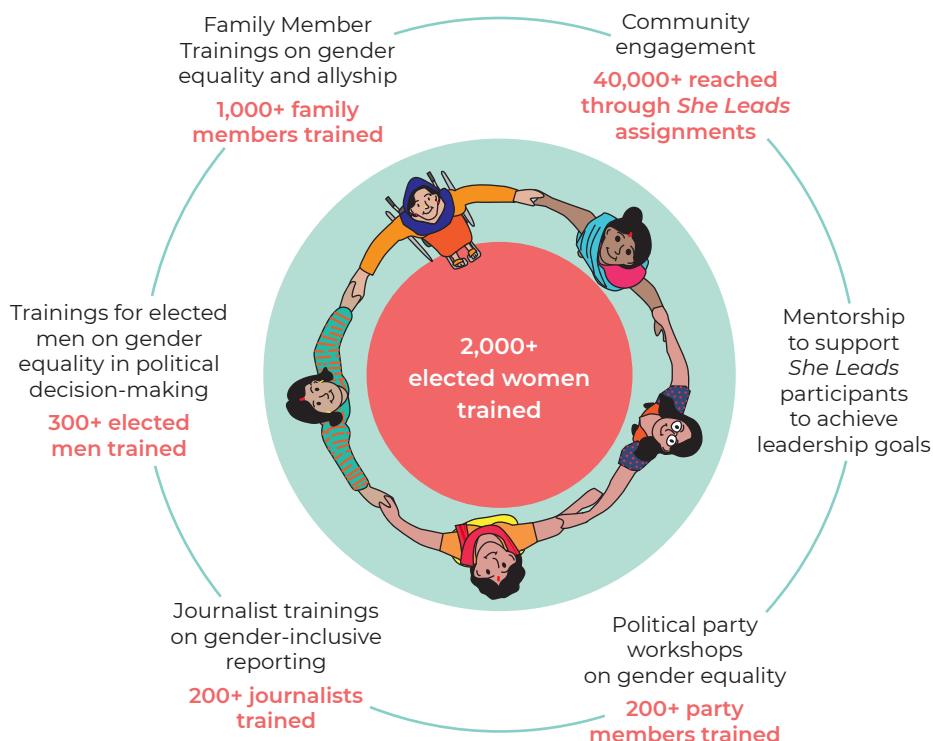 Family Member
Trainings on gender
equality and allyship
1,000+ family
members trained
Community
engagement
40,000+ reached
through She Leads
assignments
Trainings for elected
men on gender
equality in political
decision-making
300+ elected
men trained
2,000+
elected women
trained
Mentorship
to support
She Leads
participants
to achieve
leadership goals
Journalist trainings
on gender-inclusive
reporting
200+ journalists
trained
Political party
workshops
on gender equality
200+ party
members trained